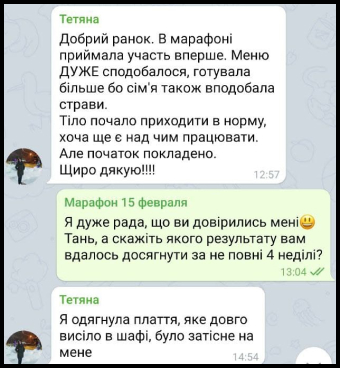 Тетяна
Добрий ранок. В марафоні
приймала участь вперше. Меню
ДУЖЕ сподобалося, готувала
більше бо сім'я також вподобала
страви.
Тіло почало приходити в норму,
хоча ще є над чим працювати.
Але початок покладено.
Щиро дякую!!!!
12:57
Марафон 15 февраля
Я дуже рада, що ви довірились мені😃
Тань, а скажіть якого результату вам
вдалось досягнути за не повні 4 неділі?
13:04
Тетяна
Я одягнула плаття, яке довго
висіло в шафі, було затісне на
мене
14:54